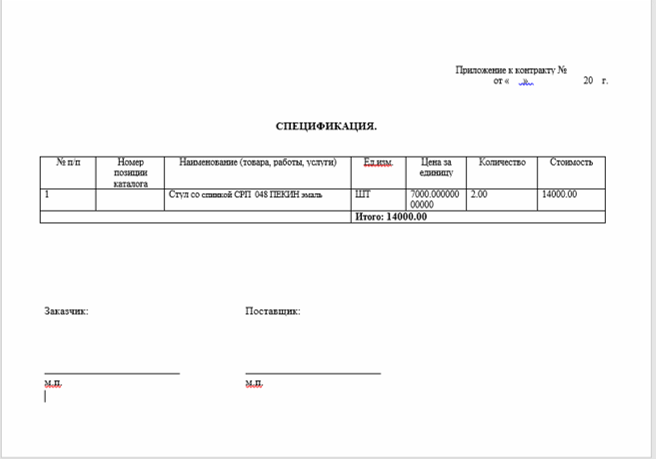 Приложение к контракту №
от « » 20 г.
СПЕЦИФИКАЦИЯ.
№ п/п Номер позиции каталога Наименование (товара, работы, услуги) Ед.изм. Цена за единицу Количество Стоимость
1 Стул со спинкой СРП 048 ПЕКИН эмаль ШТ 7000.00000000000 2.00 14000.00
Итого: 14000.00
Заказчик: Поставщик:
м.п. м.п.